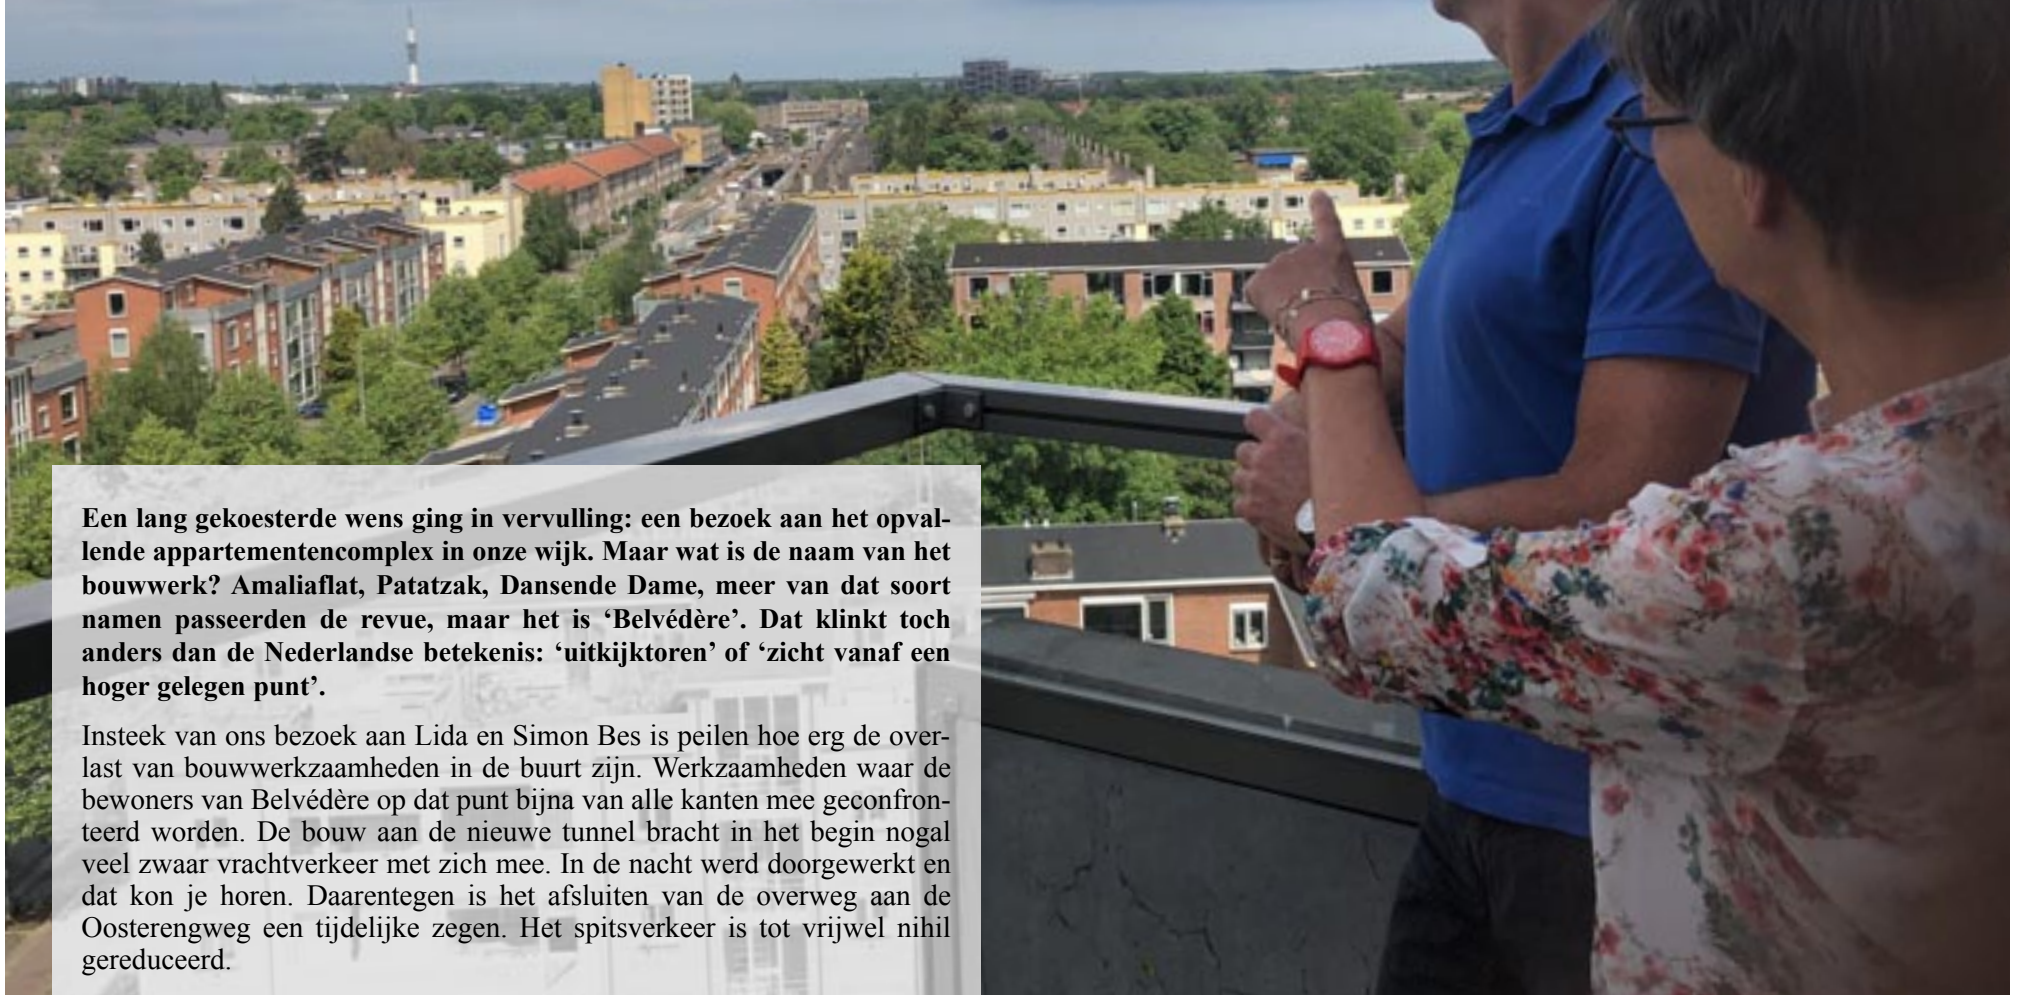 Een lang gekoesterde wens ging in vervulling: een bezoek aan het opval-
lende appartementencomplex in onze wijk. Maar wat is de naam van het
bouwwerk? Amaliaflat, Patatzak, Dansende Dame, meer van dat soort
namen passeerden de revue, maar het is ‘Belvédère’. Dat klinkt toch
anders dan de Nederlandse betekenis: ‘uitkijktoren’ of ‘zicht vanaf een
hoger gelegen punt’.
Insteek van ons bezoek aan Lida en Simon Bes is peilen hoe erg de over-
last van bouwwerkzaamheden in de buurt zijn. Werkzaamheden waar de
bewoners van Belvédère op dat punt bijna van alle kanten mee geconfron-
teerd worden. De bouw aan de nieuwe tunnel bracht in het begin nogal
veel zwaar vrachtverkeer met zich mee. In de nacht werd doorgewerkt en
dat kon je horen. Daarentegen is het afsluiten van de overweg aan de
Oosterengweg een tijdelijke zegen. Het spitsverkeer is tot vrijwel nihil
gereduceerd.